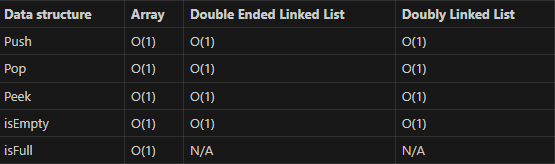 Data structure Array Double Ended Linked List Doubly Linked List
Push O(1) O(1) O(1)
Pop O(1) O(1) O(1)
Peek O(1) O(1) O(1)
isEmpty O(1) O(1) O(1)
isFull O(1) N/A N/A